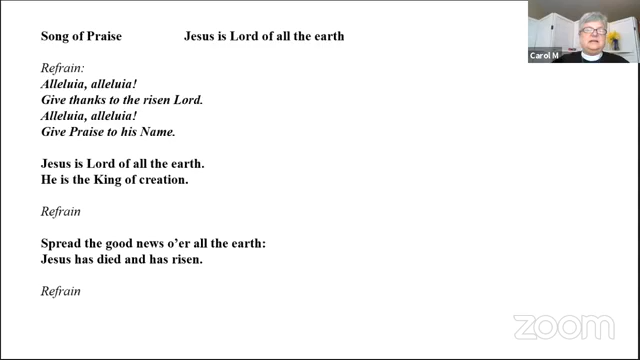 Song of Praise Jesus is Lord of all the earth
Refrain:
Alleluia, alleluia!
Give thanks to the risen Lord.
Alleluia, alleluia!
Give Praise to his Name.
Jesus is Lord of all the earth.
He is the King of creation.
Refrain
Spread the good news o’er all the earth:
Jesus has died and has risen.
Refrain
Carol M
zoom